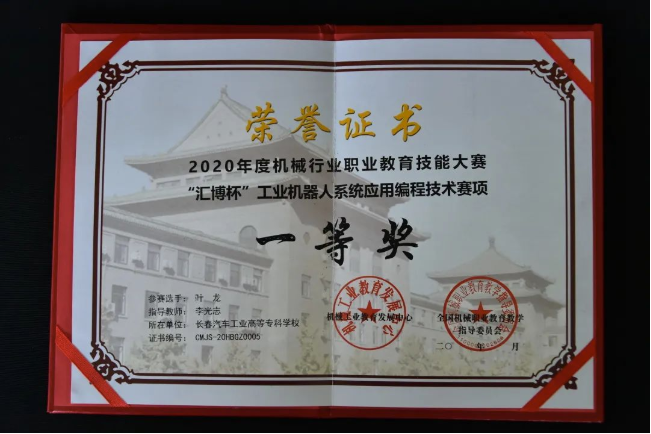 荣誉证书
2020年度机械行业职业教育技能大赛
“汇博杯”工业机器人系统应用编程技术赛项
一等奖
参赛选手：叶 龙
指导教师：李光志
所在单位：长春汽车工业高等专科学校
证书编号：CMJS-20HB0Z0005
机械工业教育发展中心
全国机械职业教育教学
指导委员会
二〇 年 月